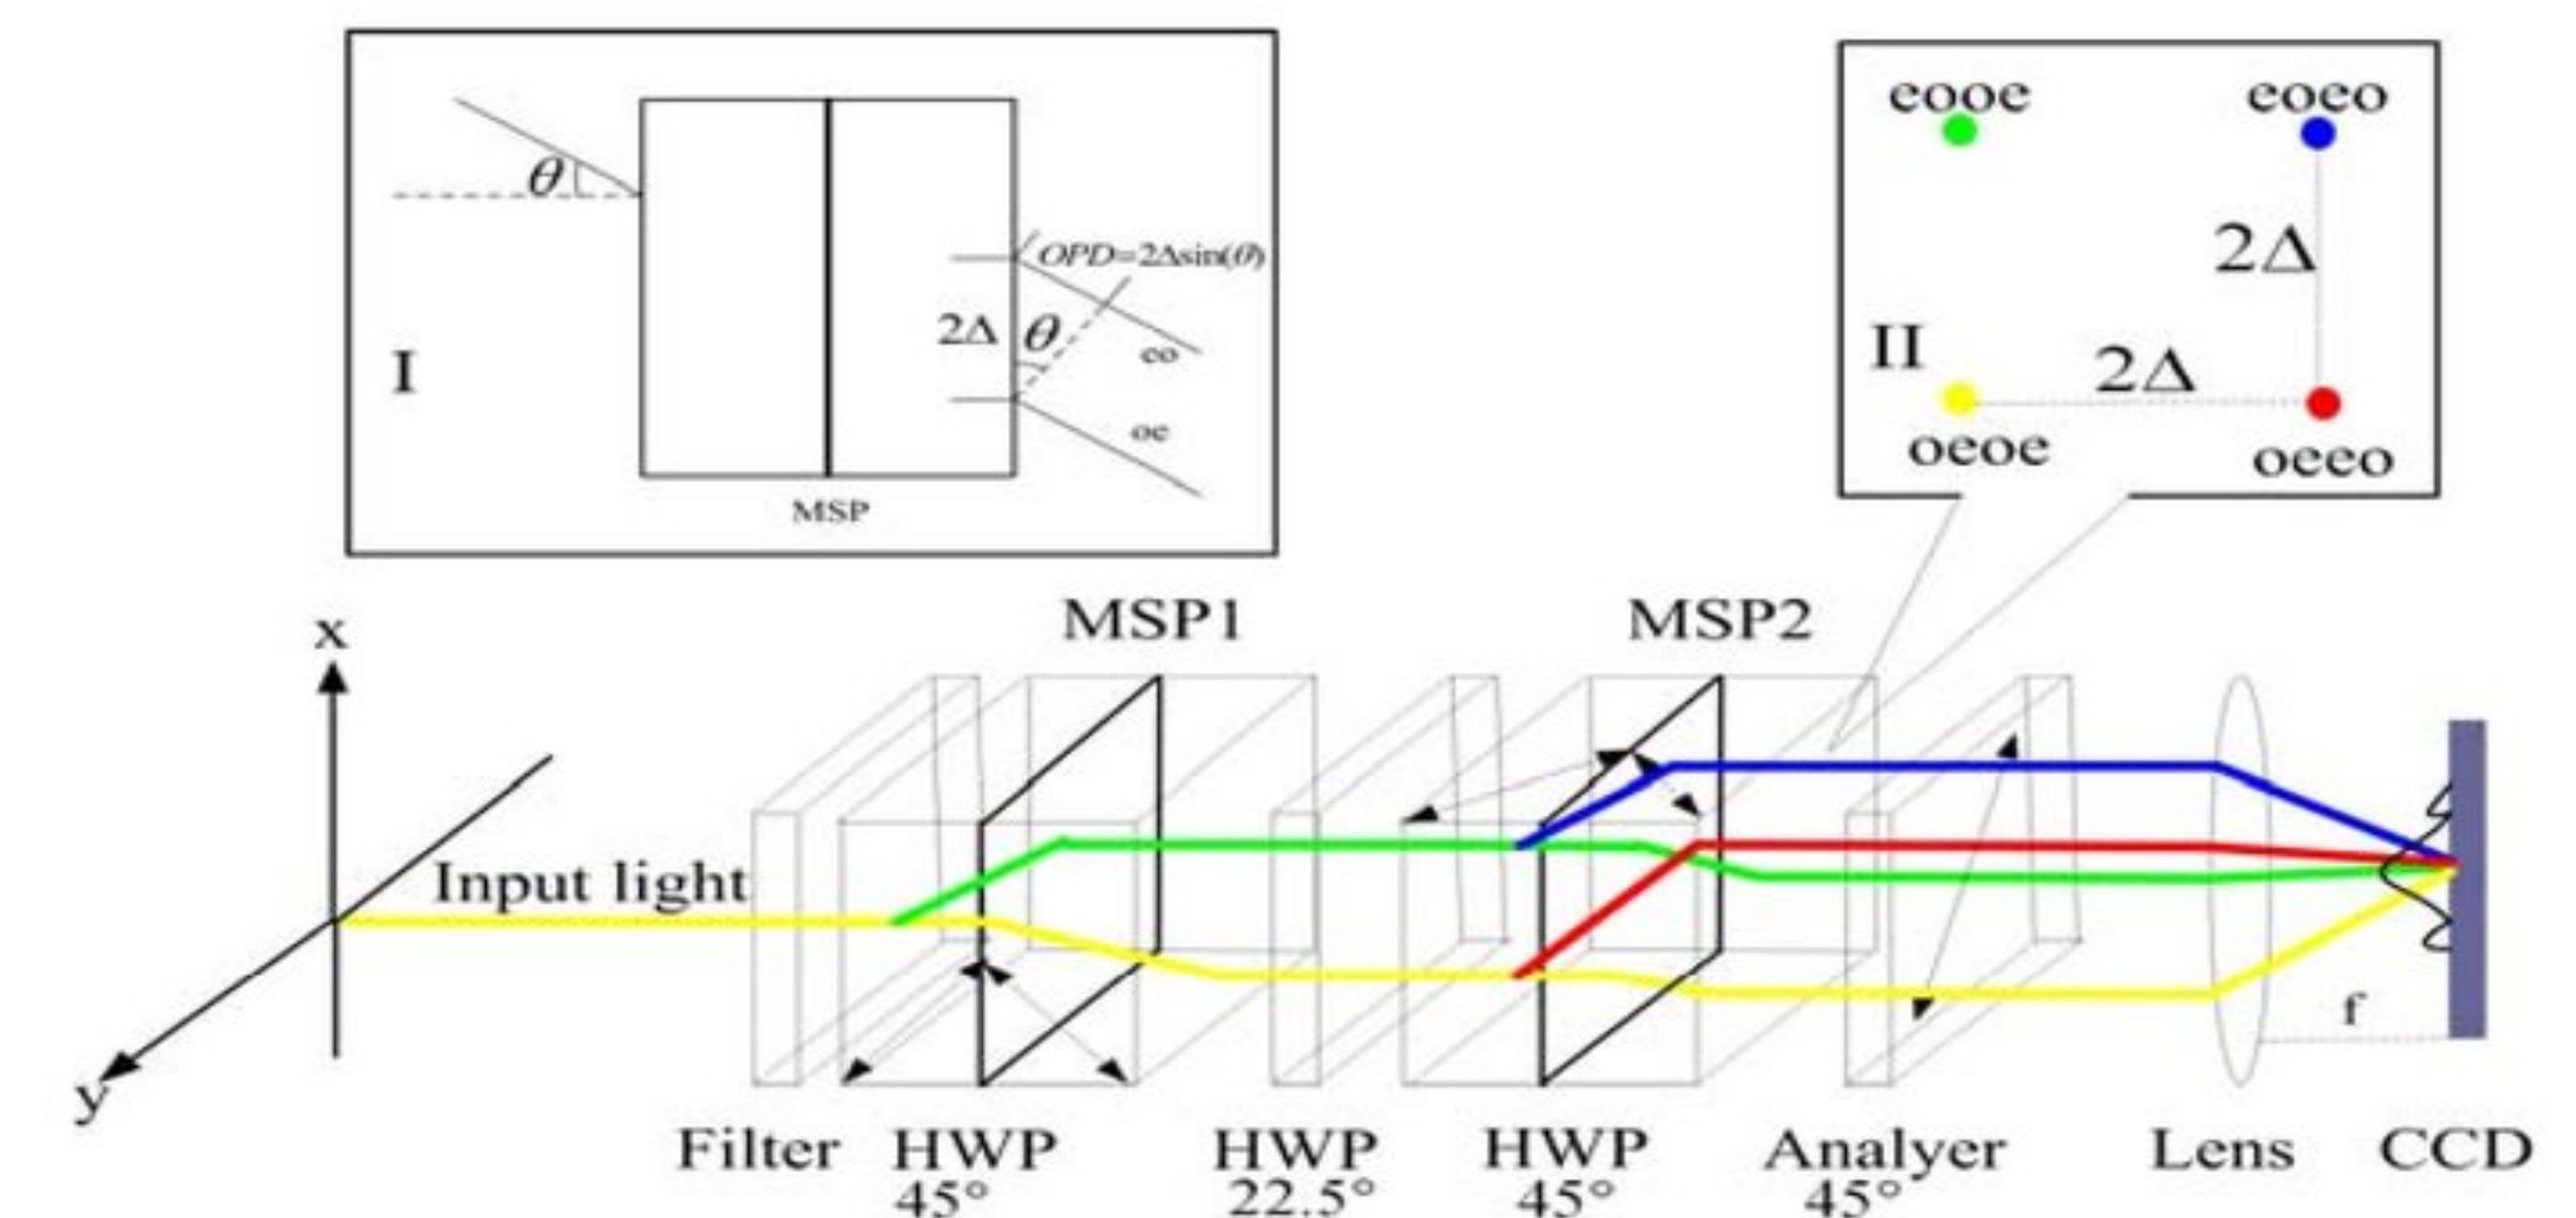 θ
OPD=2Δsin(θ)
2Δ θ
eo
I
oe
MSP
eooe eoeo
2Δ
II
2Δ
oeoe oeeo
MSP1 MSP2
x
Input light
y
f
Filter HWP HWP HWP Analyer Lens CCD
45° 22.5° 45° 45°